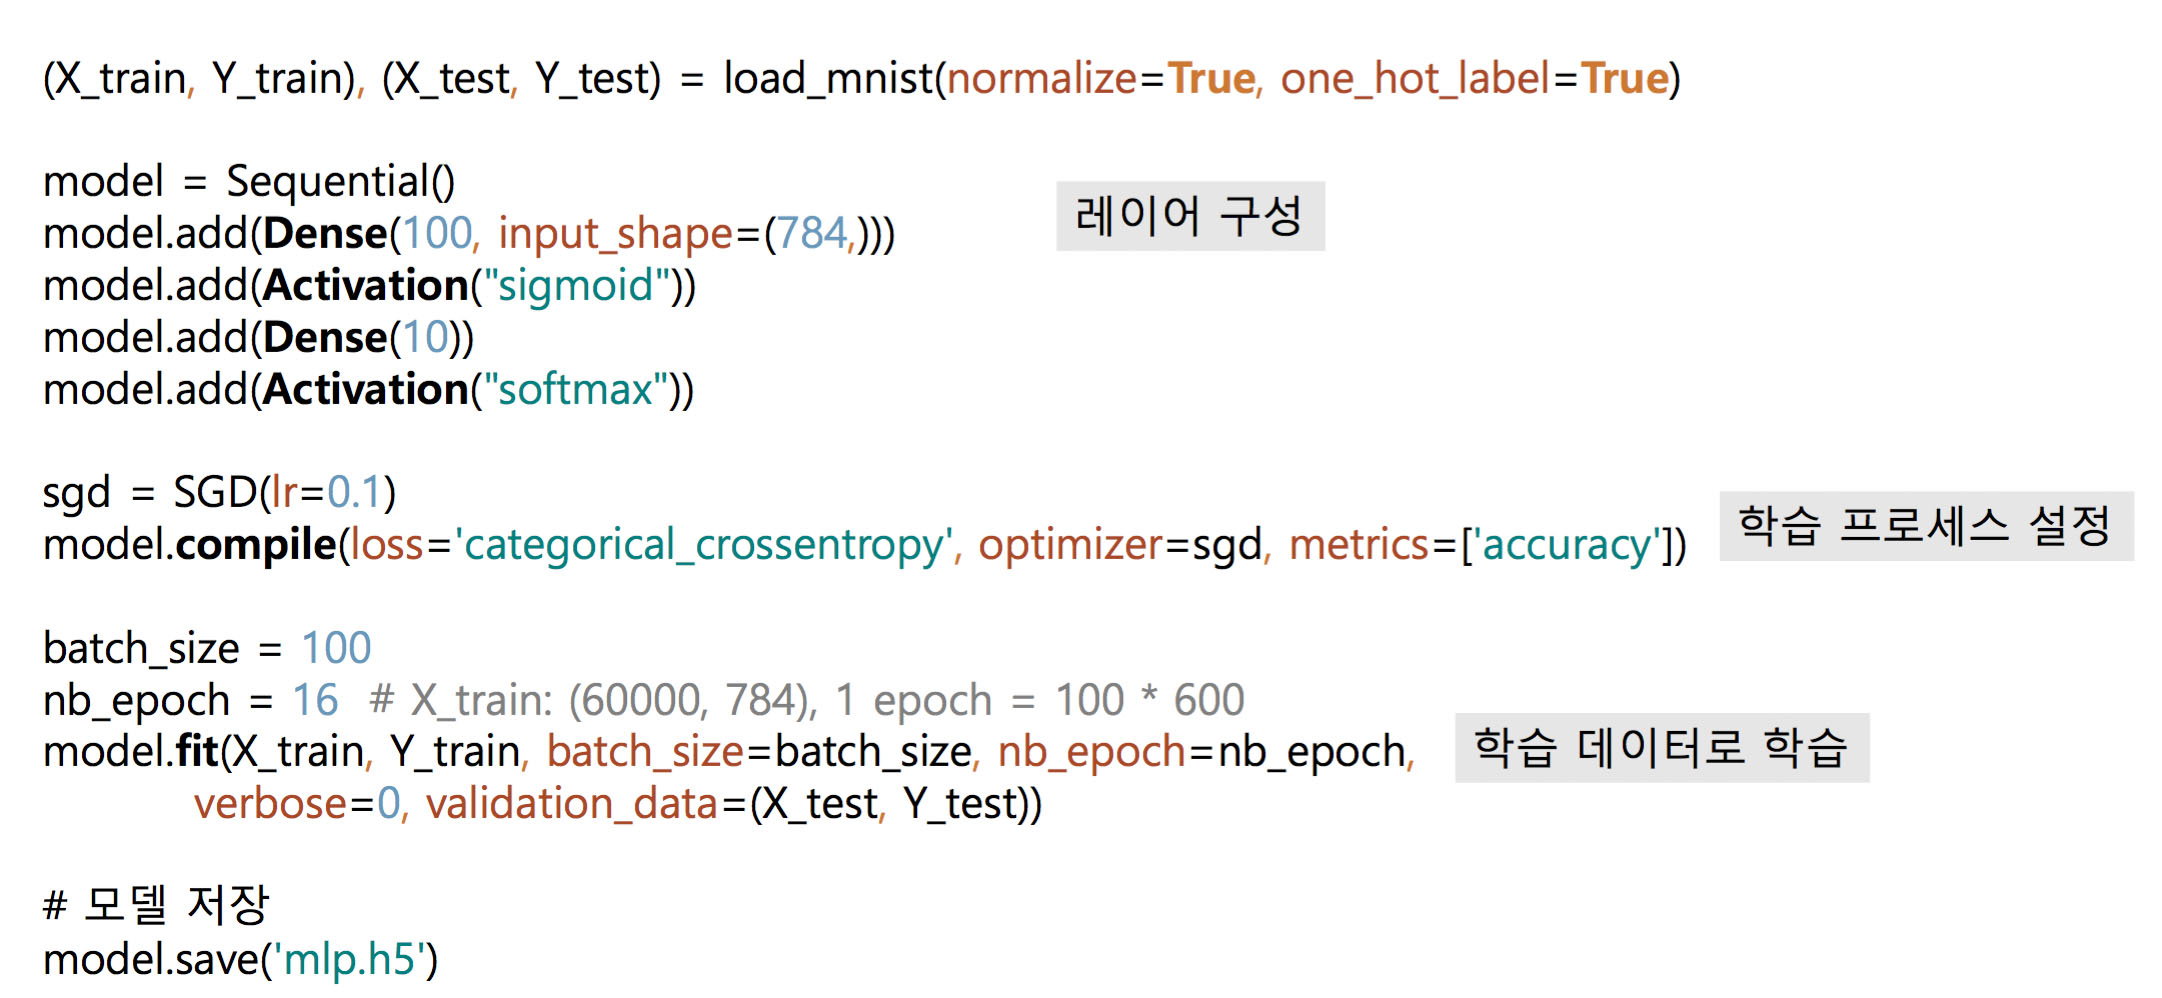 (X_train, Y_train), (X_test, Y_test) = load_mnist(normalize=True, one_hot_label=True)
model = Sequential()
model.add(Dense(100, input_shape=(784,)))
레이어 구성
model.add(Activation("sigmoid"))
model.add(Dense(10))
model.add(Activation("softmax"))
sgd = SGD(lr=0.1)
model.compile(loss='categorical_crossentropy', optimizer=sgd, metrics=['accuracy'])
학습 프로세스 설정
batch_size = 100
nb_epoch = 16 # X_train: (60000, 784), 1 epoch = 100 * 600
model.fit(X_train, Y_train, batch_size=batch_size, nb_epoch=nb_epoch,
학습 데이터로 학습
verbose=0, validation_data=(X_test, Y_test))
# 모델 저장
model.save('mlp.h5')